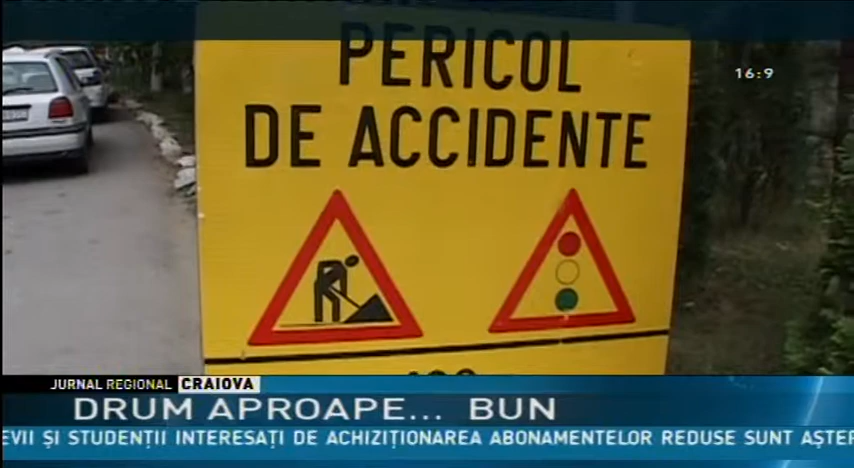 PERICOL
DE ACCIDENTE
16:9
JURNAL REGIONAL CRAIOVA
DRUM APROAPE... BUN
EVII ȘI STUDENȚII INTERESAȚI DE ACHIZIȚIONAREA ABONAMENTELOR REDUSE SUNT